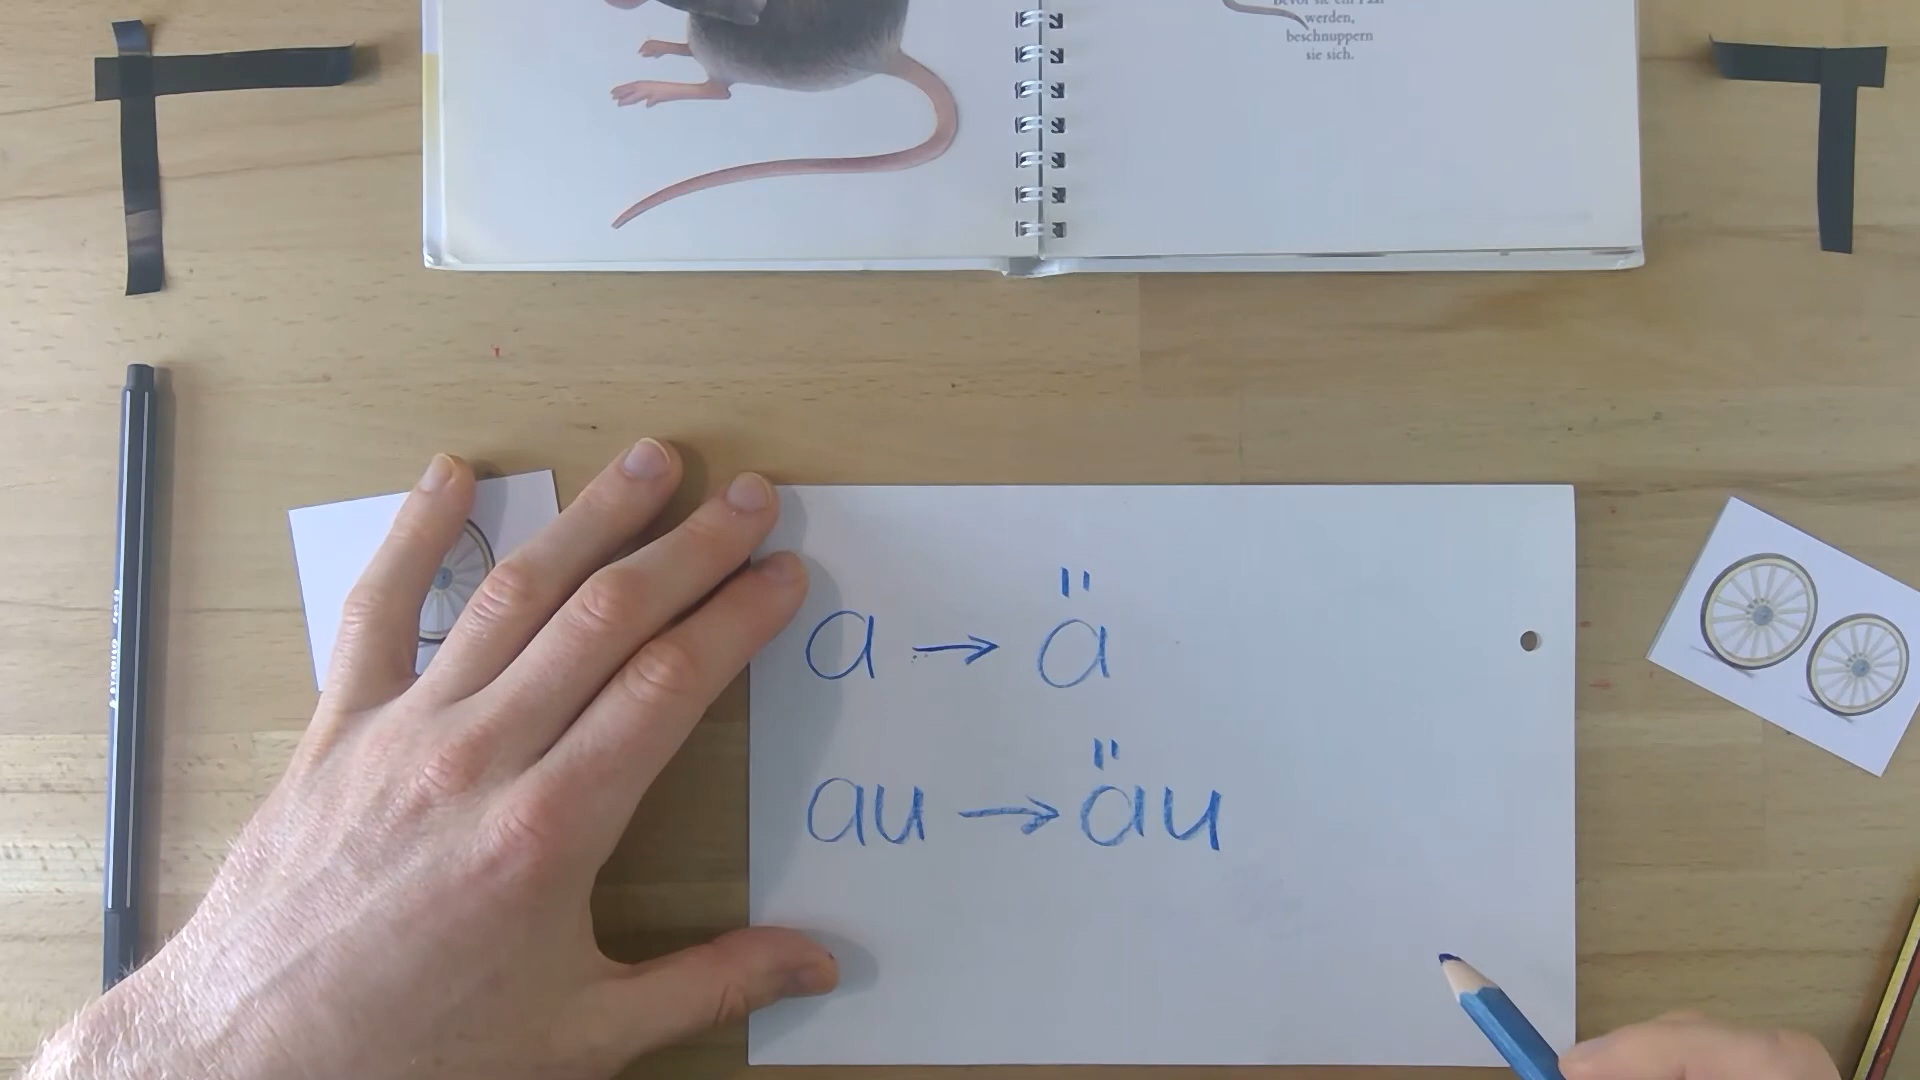 werden,
beschnuppern
sie sich.
a → ä
au → äu